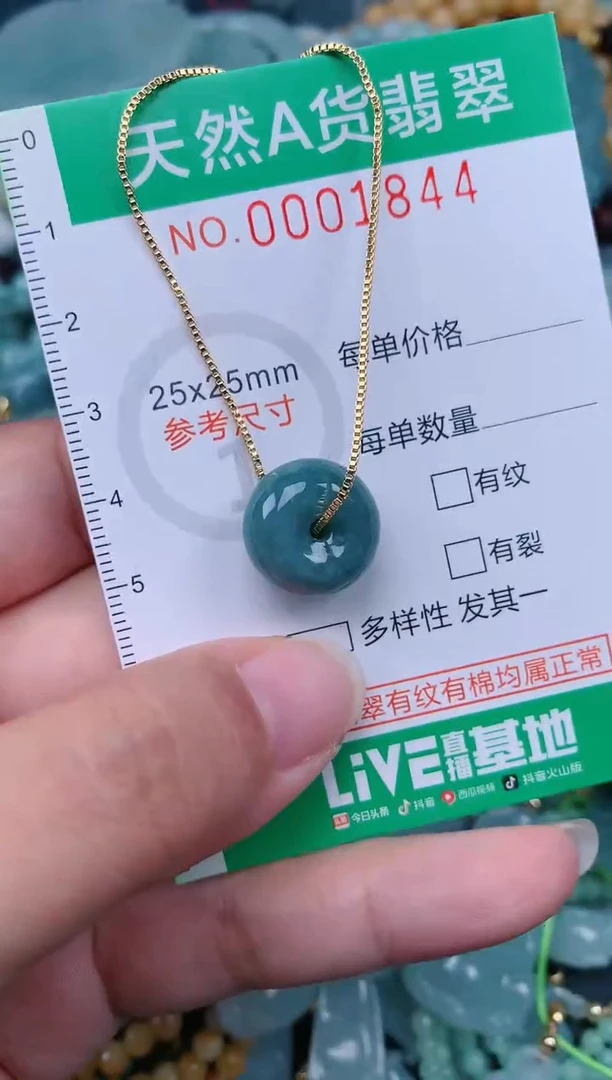 天然A货翡翠
NO.0001844
0
1
2
3
4
5
25x25mm
参考尺寸
每单价格
每单数量
有纹
有裂
多样性 发其一
翠有纹有棉均属正常
LiVE直播基地
头条 今日头条 抖音 西瓜视频 抖音火山版